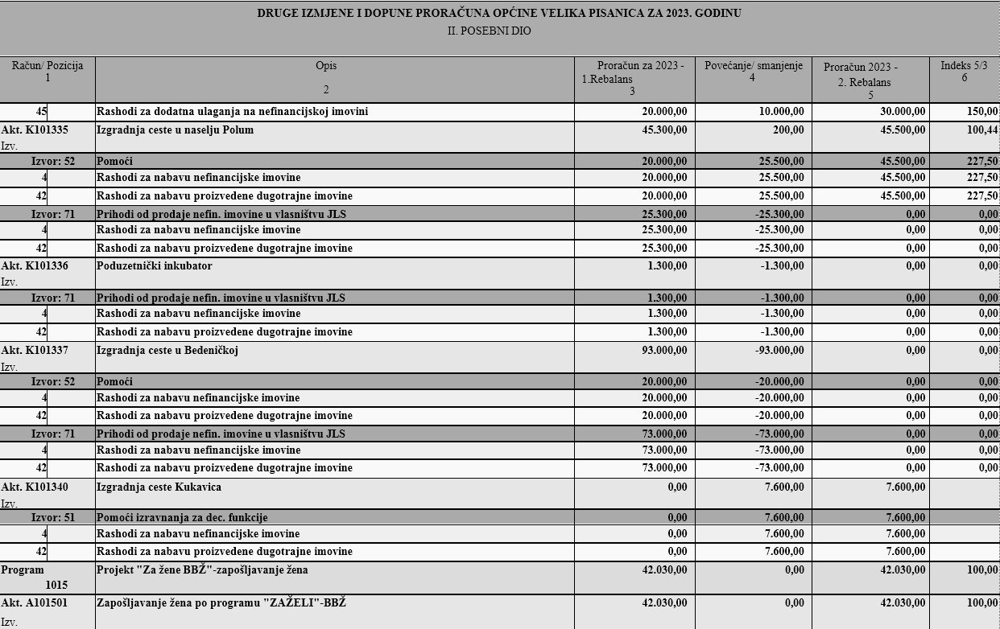 DRUGE IZMJENE I DOPUNE PRORAČUNA OPĆINE VELIKA PISANICA ZA 2023. GODINU
II. POSEBNI DIO
Račun/ Pozicija Opis Proračun za 2023 - Povećanje/ smanjenje Proračun 2023 - Indeks 5/3
1.Rebalans 2. Rebalans
1 2 3 4 5 6
45 Rashodi za dodatna ulaganja na nefinancijskoj imovini 20.000,00 10.000,00 30.000,00 150,00
Akt. K101335 Izgradnja ceste u naselju Polum 45.300,00 200,00 45.500,00 100,44
Izv.
Izvor: 52 Pomoći 20.000,00 25.500,00 45.500,00 227,50
4 Rashodi za nabavu nefinancijske imovine 20.000,00 25.500,00 45.500,00 227,50
42 Rashodi za nabavu proizvedene dugotrajne imovine 20.000,00 25.500,00 45.500,00 227,50
Izvor: 71 Prihodi od prodaje nefin. imovine u vlasništvu JLS 25.300,00 -25.300,00 0,00 0,00
4 Rashodi za nabavu nefinancijske imovine 25.300,00 -25.300,00 0,00 0,00
42 Rashodi za nabavu proizvedene dugotrajne imovine 25.300,00 -25.300,00 0,00 0,00
Akt. K101336 Poduzetnički inkubator 1.300,00 -1.300,00 0,00 0,00
Izv.
Izvor: 71 Prihodi od prodaje nefin. imovine u vlasništvu JLS 1.300,00 -1.300,00 0,00 0,00
4 Rashodi za nabavu nefinancijske imovine 1.300,00 -1.300,00 0,00 0,00
42 Rashodi za nabavu proizvedene dugotrajne imovine 1.300,00 -1.300,00 0,00 0,00
Akt. K101337 Izgradnja ceste u Bedeničkoj 93.000,00 -93.000,00 0,00 0,00
Izv.
Izvor: 52 Pomoći 20.000,00 -20.000,00 0,00 0,00
4 Rashodi za nabavu nefinancijske imovine 20.000,00 -20.000,00 0,00 0,00
42 Rashodi za nabavu proizvedene dugotrajne imovine 20.000,00 -20.000,00 0,00 0,00
Izvor: 71 Prihodi od prodaje nefin. imovine u vlasništvu JLS 73.000,00 -73.000,00 0,00 0,00
4 Rashodi za nabavu nefinancijske imovine 73.000,00 -73.000,00 0,00 0,00
42 Rashodi za nabavu proizvedene dugotrajne imovine 73.000,00 -73.000,00 0,00 0,00
Akt. K101340 Izgradnja ceste Kukavica 0,00 7.600,00 7.600,00
Izv.
Izvor: 51 Pomoći izravnanja za dec. funkcije 0,00 7.600,00 7.600,00
4 Rashodi za nabavu nefinancijske imovine 0,00 7.600,00 7.600,00
42 Rashodi za nabavu proizvedene dugotrajne imovine 0,00 7.600,00 7.600,00
Program Projekt "Za žene BBŽ"-zapošljavanje žena 42.030,00 0,00 42.030,00 100,00
1015
Akt. A101501 Zapošljavanje žena po programu "ZAŽELI"-BBŽ 42.030,00 0,00 42.030,00 100,00
Izv.